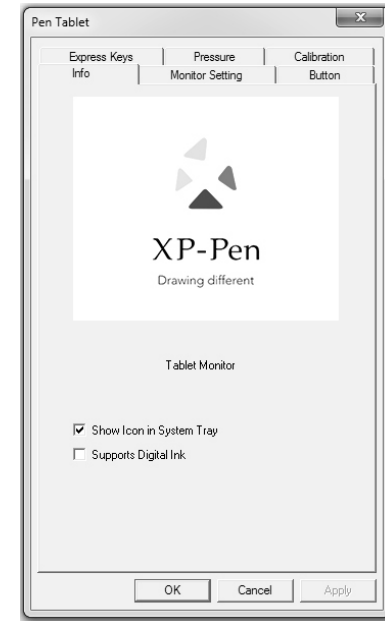 Pen Tablet
Express Keys Pressure Calibration
Info Monitor Setting Button
XP-Pen
Drawing different
Tablet Monitor
Show Icon in System Tray
Supports Digital Ink
OK Cancel Apply